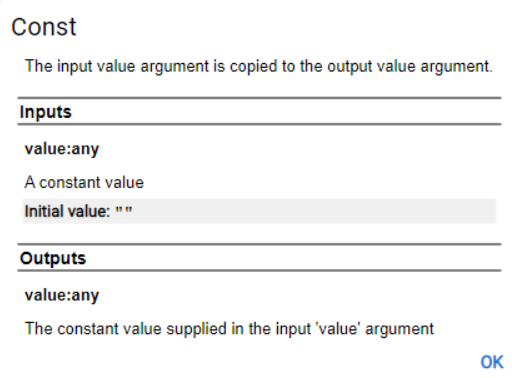 Const
The input value argument is copied to the output value argument.
Inputs
value:any
A constant value
Initial value: ""
Outputs
value:any
The constant value supplied in the input 'value' argument
OK